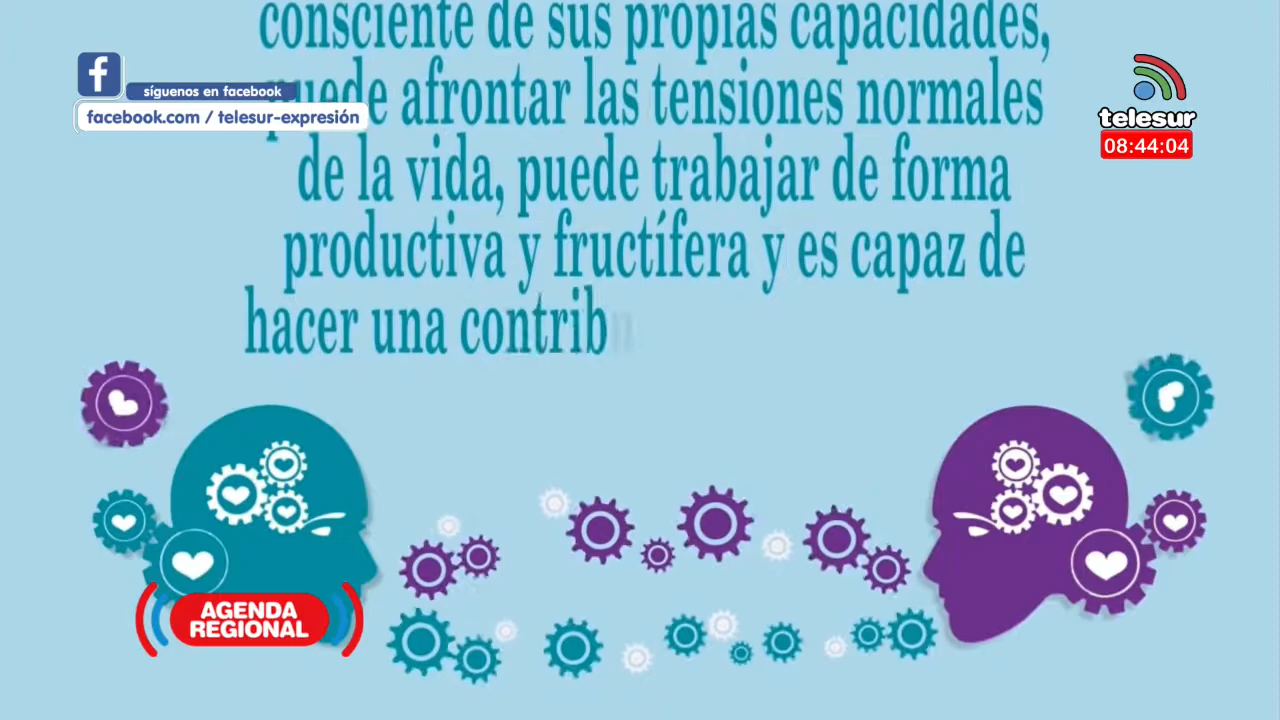 consciente de sus propias capacidades,
puede afrontar las tensiones normales
de la vida, puede trabajar de forma
productiva y fructífera y es capaz de
hacer una contrib
síguenos en facebook
facebook.com / telesur-expresión
telesur
08:44:04
AGENDA
REGIONAL